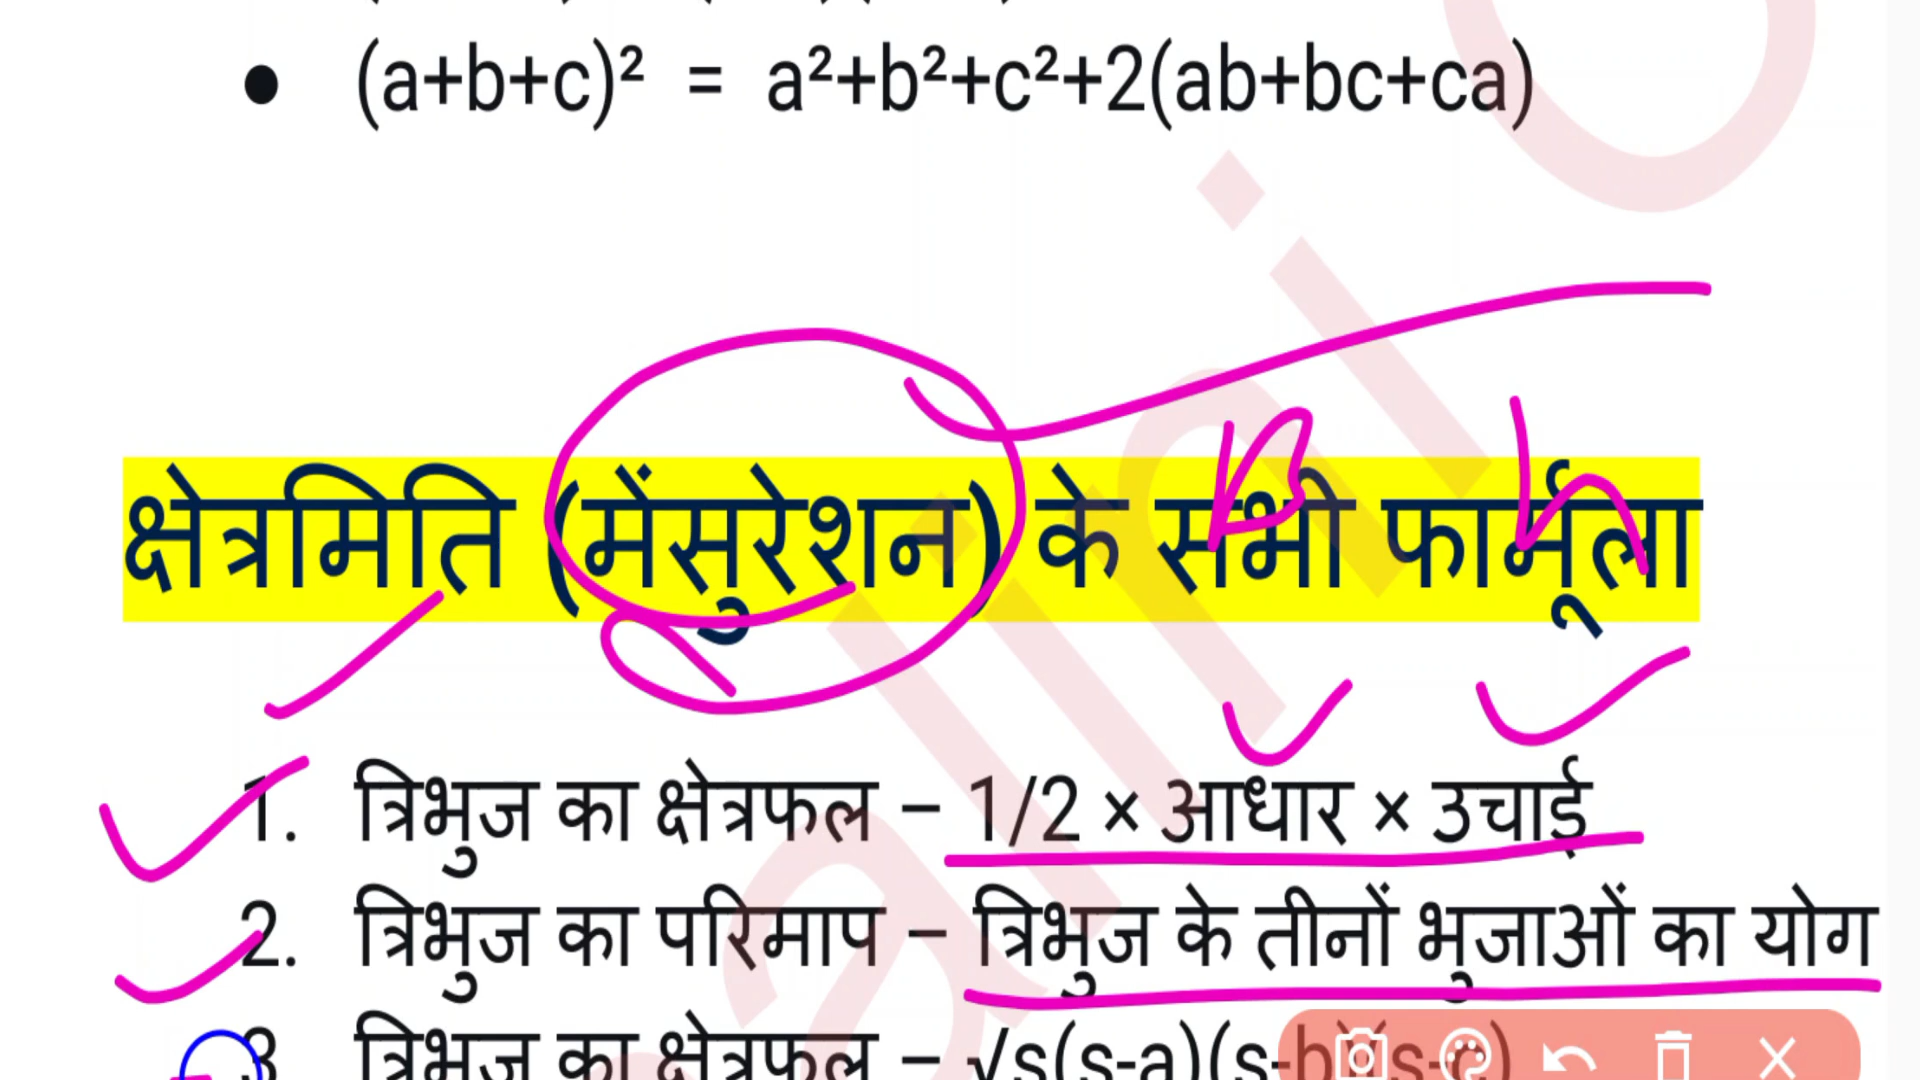 ● (a+b+c)² = a²+b²+c²+2(ab+bc+ca)
क्षेत्रमिति (मेंसुरेशन) के सभी फार्मूला
B h
1. त्रिभुज का क्षेत्रफल – 1/2 × आधार × उचाई
2. त्रिभुज का परिमाप – त्रिभुज के तीनों भुजाओं का योग
3 त्रिभुज का क्षेत्रफल – √s(s-a)(s-b)(s-c)